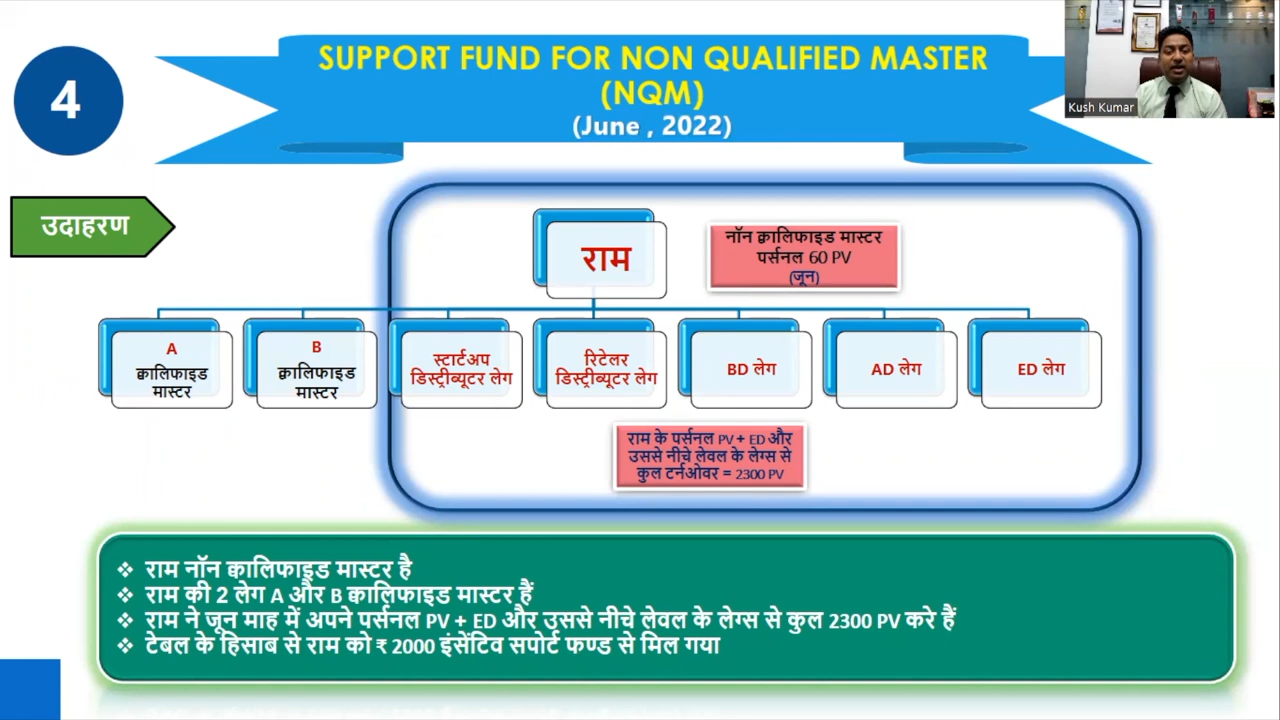 4
SUPPORT FUND FOR NON QUALIFIED MASTER
(NQM)
(June , 2022)
Kush Kumar
उदाहरण
राम
नॉन क्वालिफाइड मास्टर
पर्सनल 60 PV
(जून)
A
क्वालिफाइड
मास्टर
B
क्वालिफाइड
मास्टर
स्टार्टअप
डिस्ट्रीब्यूटर लेग
रिटेलर
डिस्ट्रीब्यूटर लेग
BD लेग
AD लेग
ED लेग
राम के पर्सनल PV + ED और
उससे नीचे लेवल के लेग्स से
कुल टर्नओवर = 2300 PV
❖ राम नॉन क्वालिफाइड मास्टर है
❖ राम की 2 लेग A और B क्वालिफाइड मास्टर हैं
❖ राम ने जून माह में अपने पर्सनल PV + ED और उससे नीचे लेवल के लेग्स से कुल 2300 PV करे हैं
❖ टेबल के हिसाब से राम को ₹ 2000 इंसेंटिव सपोर्ट फण्ड से मिल गया